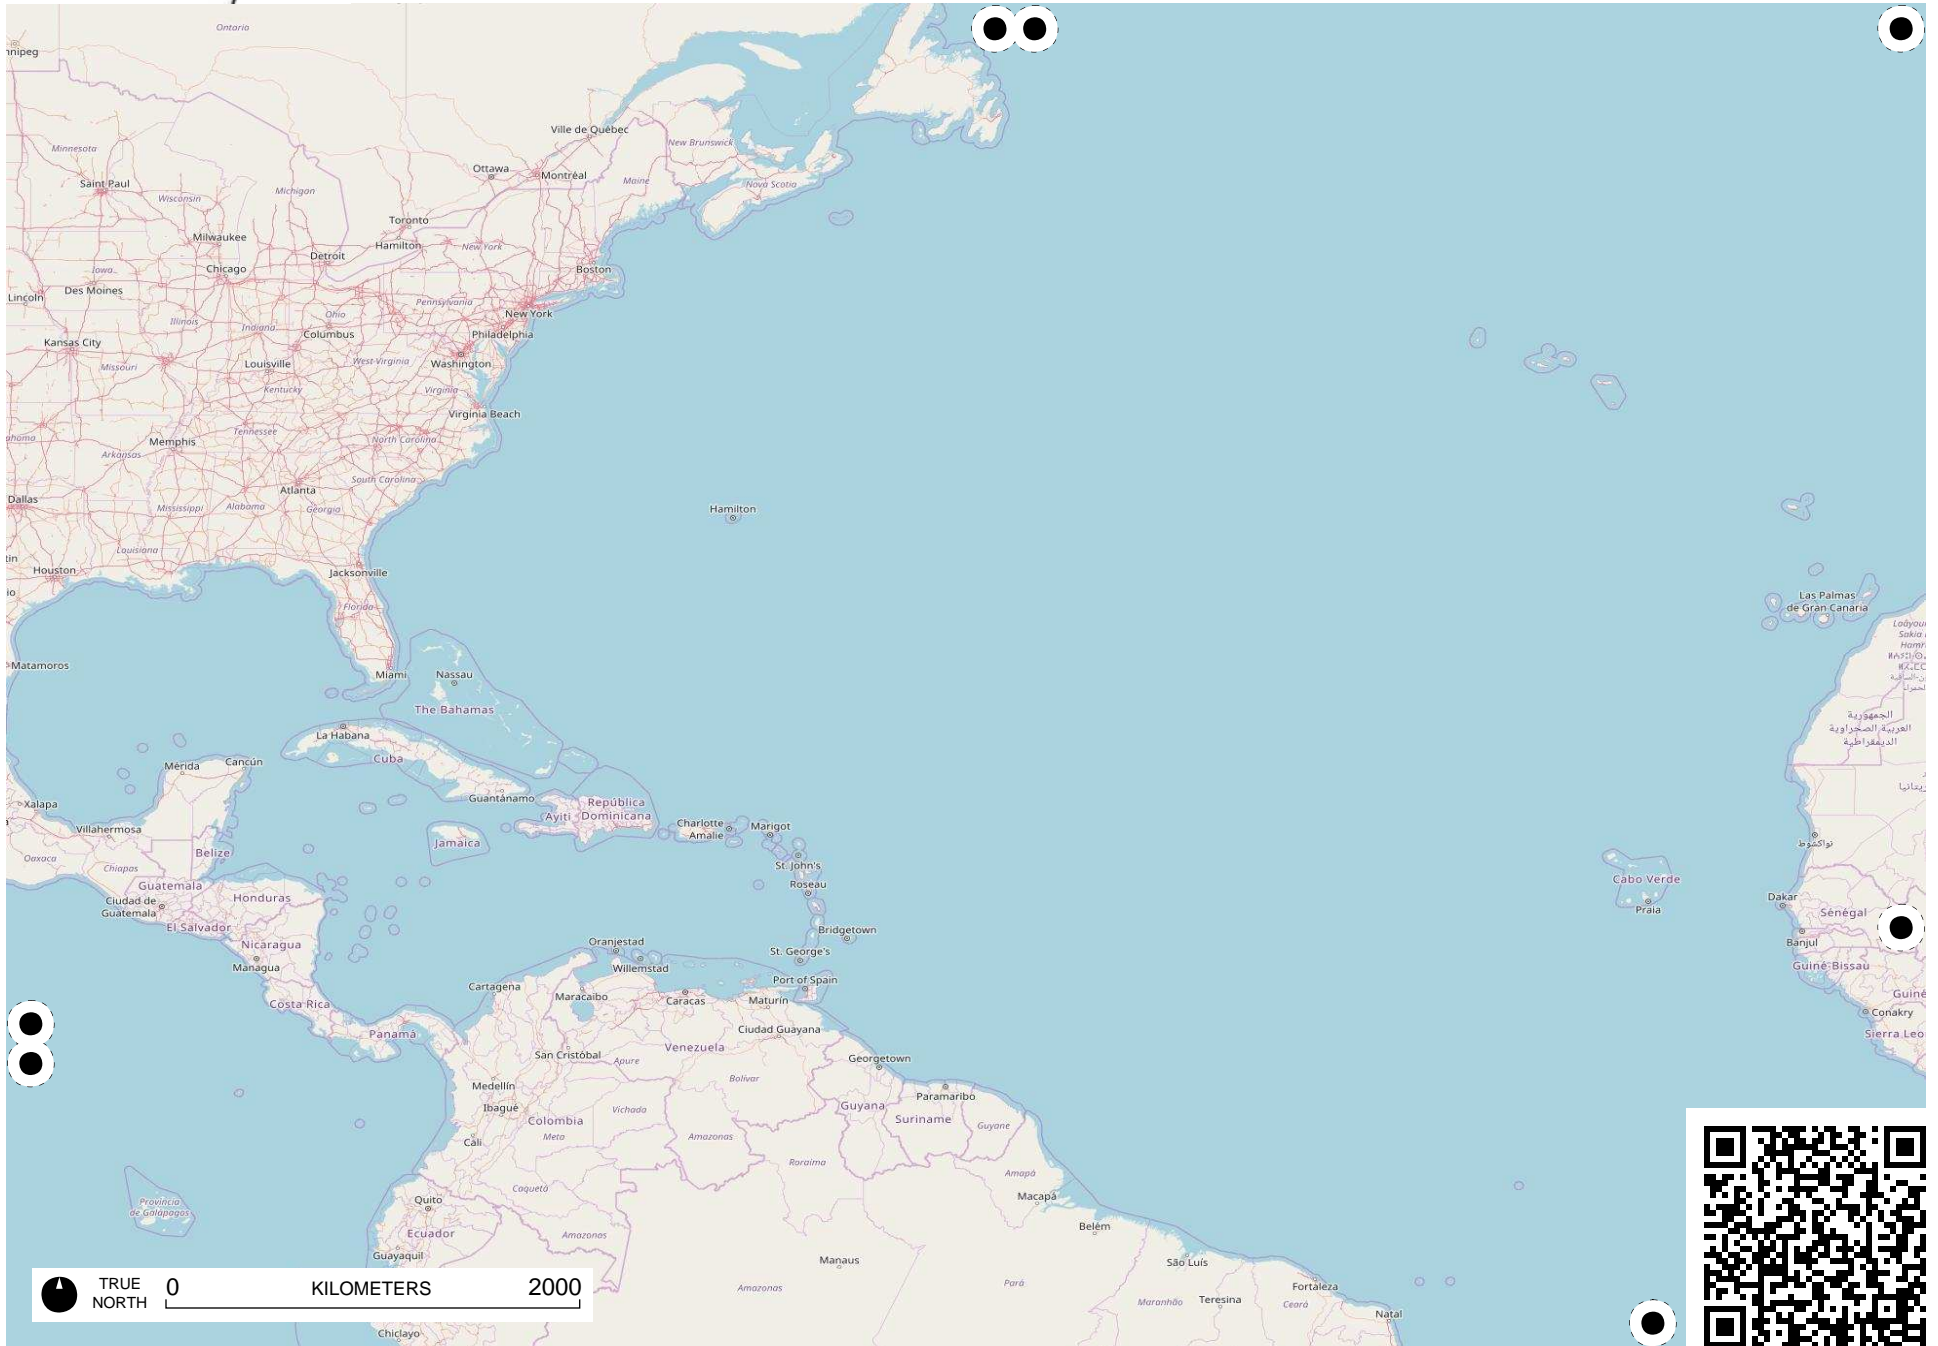 Ontario
Ville de Québec
New Brunswick
Minnesota
Ottawa
Montréal
Saint Paul
Michigan
Maine
Nova Scotia
Wisconsin
Toronto
Milwaukee
Hamilton
New York
Detroit
Chicago
Boston
Iowa
Lincoln
Des Moines
Pennsylvania
New York
Illinois
Indiana
Ohio
Columbus
Philadelphia
Kansas City
Missouri
Louisville
West Virginia
Washington
Kentucky
Virginia
Virginia Beach
Tennessee
North Carolina
Memphis
Arkansas
South Carolina
Atlanta
Dallas
Mississippi
Alabama
Georgia
Hamilton
Louisiana
Houston
Jacksonville
Las Palmas
de Gran Canaria
Florida
Matamoros
Miami
Nassau
The Bahamas
الجمهورية
العربية الصحراوية
الديمقراطية
La Habana
Cuba
Mérida
Cancún
Guantánamo
Xalapa
República
Dominicana
Ayiti
Villahermosa
Charlotte
Amalie
Marigot
Jamaica
نواكشوط
Belize
Oaxaca
Chiapas
St. John's
Guatemala
Roseau
Cabo Verde
Honduras
Ciudad de
Guatemala
Praia
Dakar
Sénégal
El Salvador
Bridgetown
Nicaragua
Oranjestad
Banjul
St. George's
Managua
Willemstad
Guiné-Bissau
Port of Spain
Cartagena
Maracaibo
Caracas
Maturín
Costa Rica
Guiné
Conakry
Panamá
Ciudad Guayana
Sierra Leo
Venezuela
San Cristóbal
Apure
Georgetown
Medellín
Bolívar
Paramaribo
Ibagué
Vichada
Guyana
Colombia
Suriname
Guyane
Meta
Amazonas
Cali
Roraima
Amapá
Caquetá
Macapá
Quito
Provincia
de Galápagos
Belém
Ecuador
Amazonas
Guayaquil
Manaus
São Luís
Amazonas
Pará
Fortaleza
Maranhão
Teresina
Ceará
Natal
Chiclayo
TRUE
NORTH
0 KILOMETERS 2000